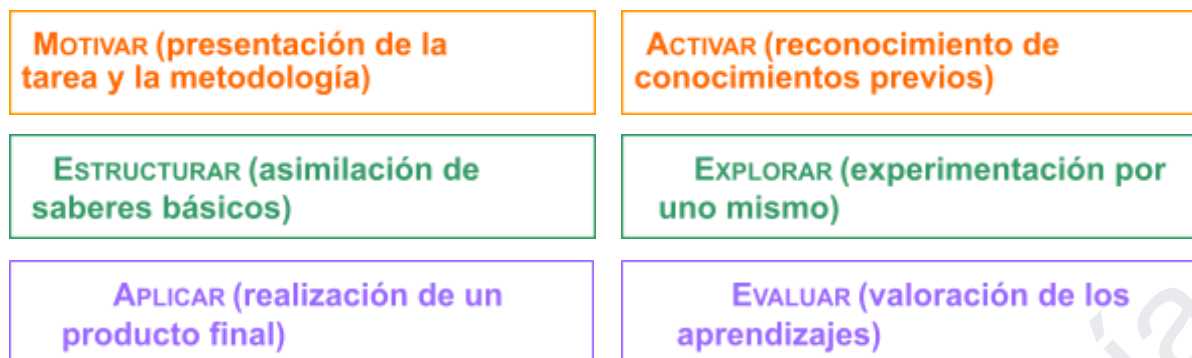 MOTIVAR (presentación de la
tarea y la metodología)
ACTIVAR (reconocimiento de
conocimientos previos)
ESTRUCTURAR (asimilación de
saberes básicos)
EXPLORAR (experimentación por
uno mismo)
APLICAR (realización de un
producto final)
EVALUAR (valoración de los
aprendizajes)